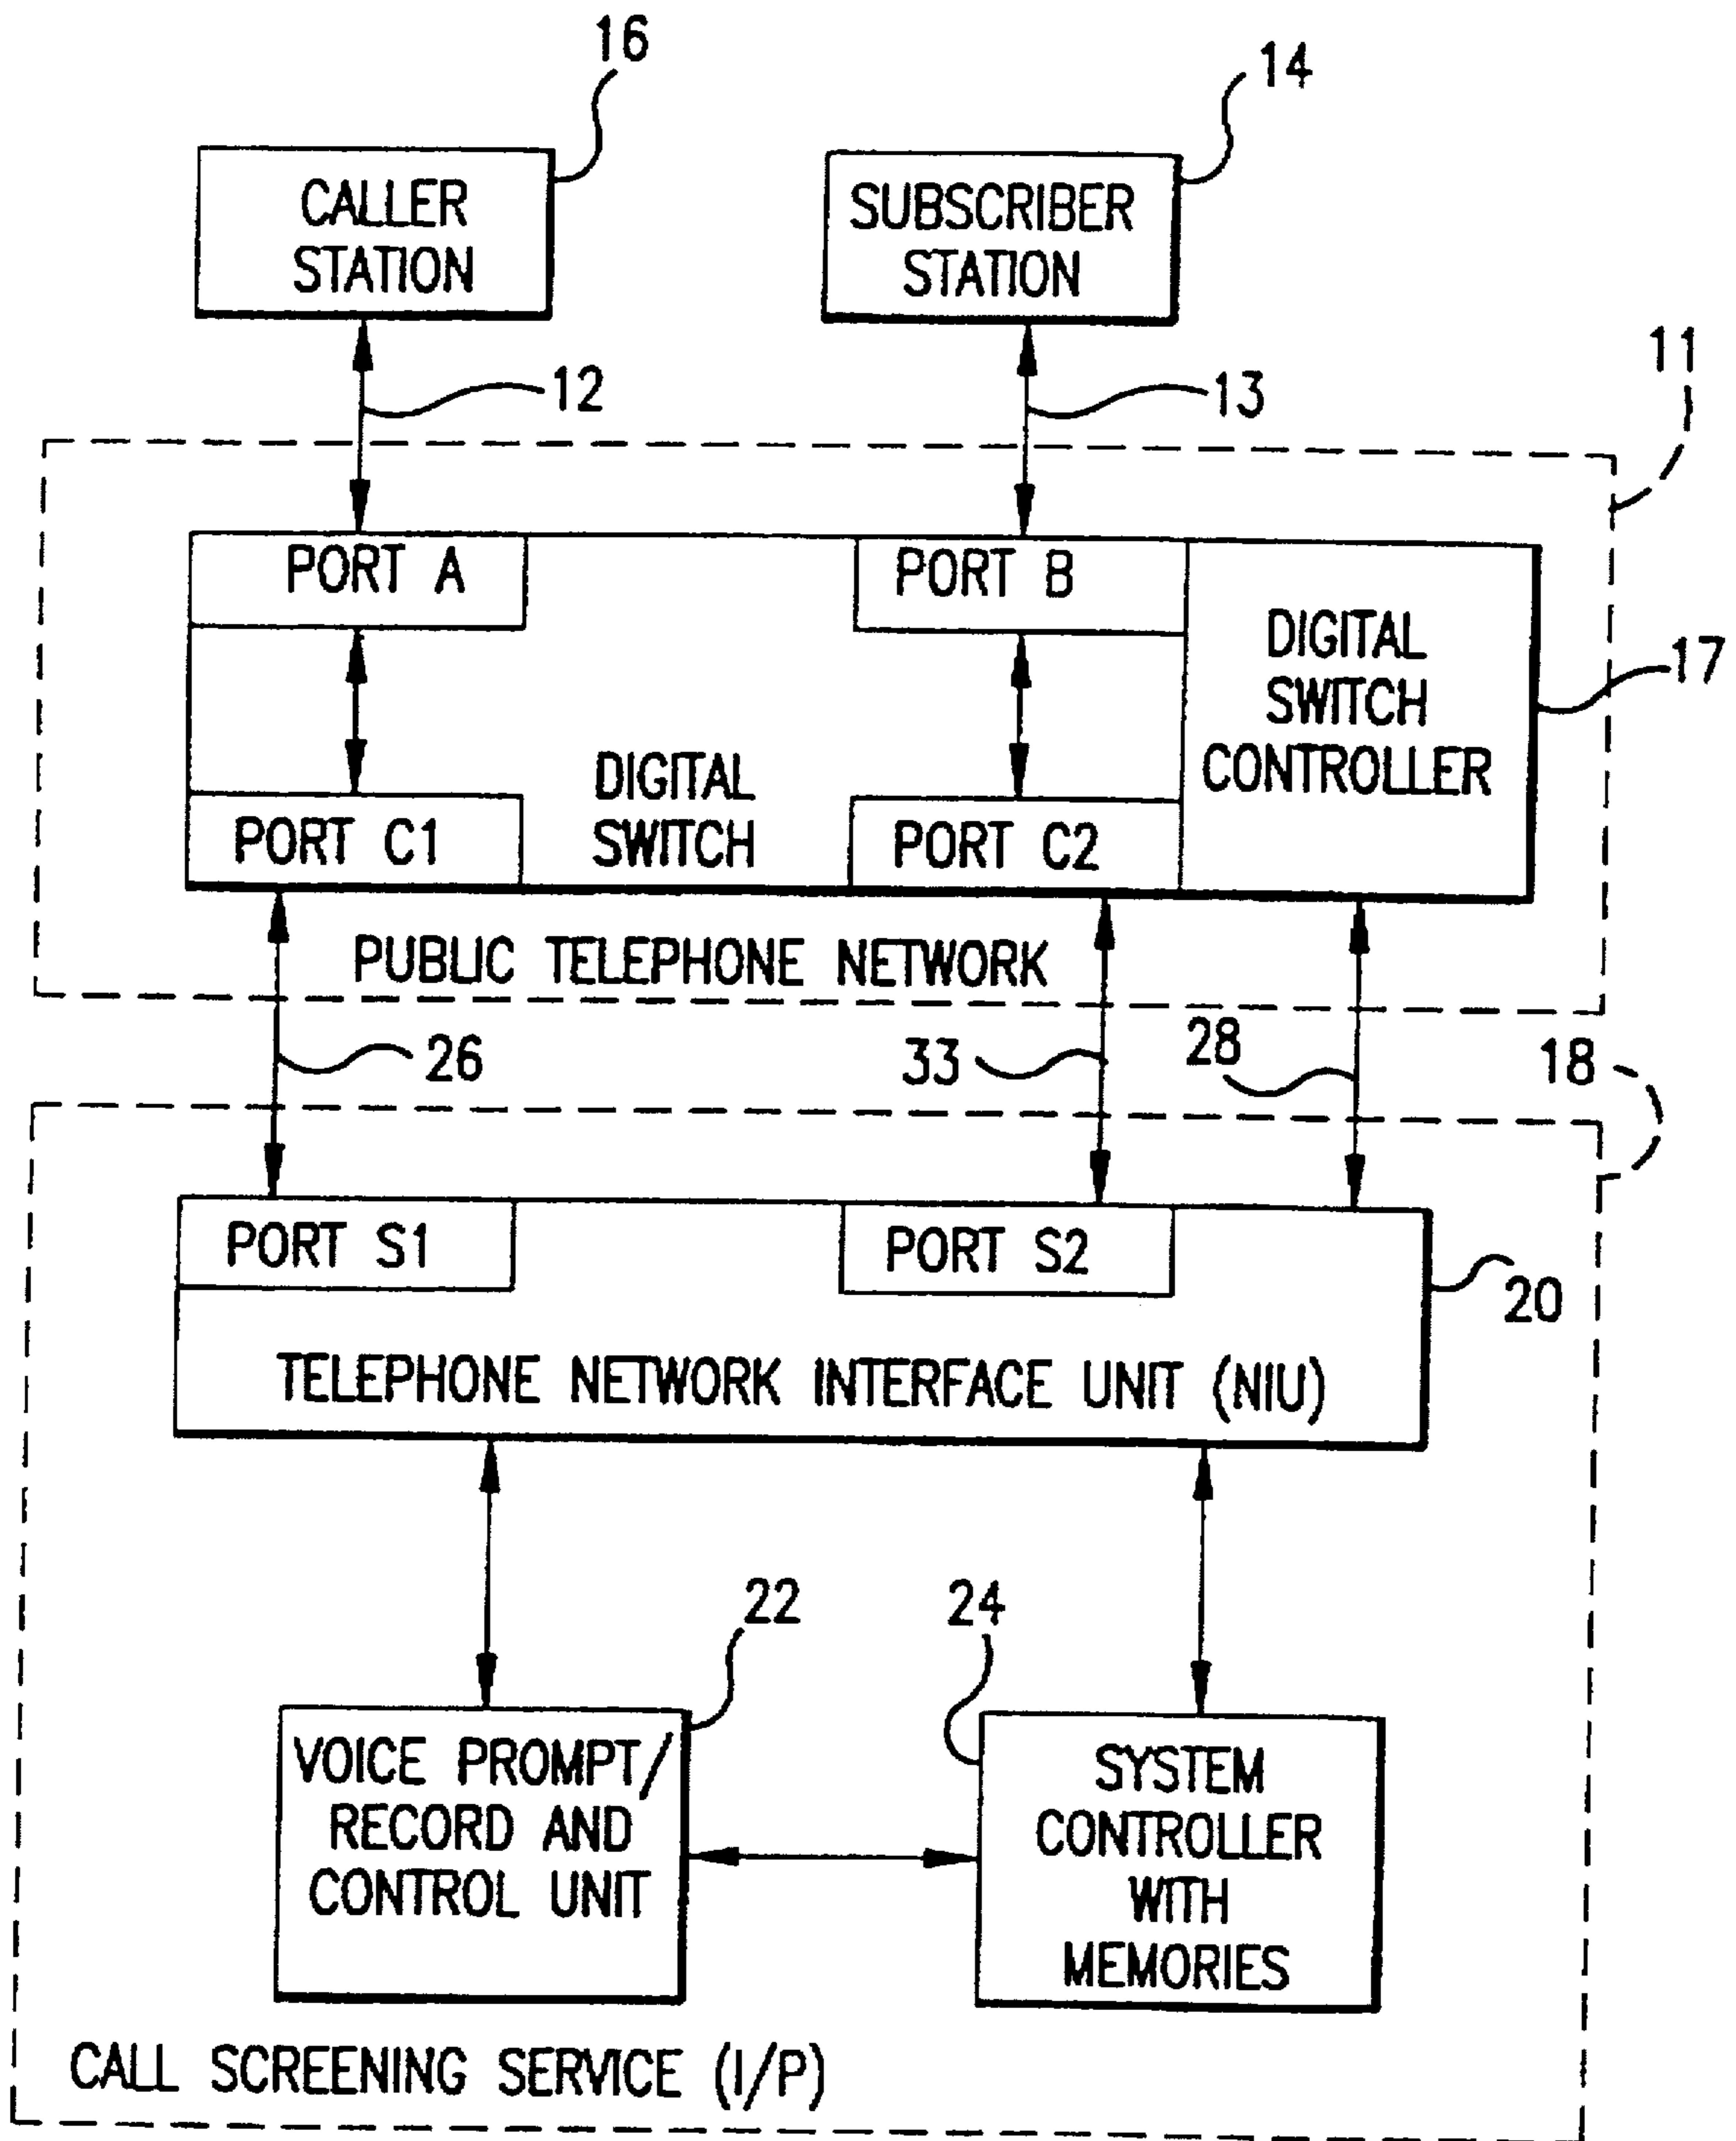 16
14
CALLER
STATION
SUBSCRIBER
STATION
11
12
13
PORT A
PORT B
DIGITAL
SWITCH
CONTROLLER
17
DIGITAL
SWITCH
PORT C1
PORT C2
PUBLIC TELEPHONE NETWORK
26
33
28
18
PORT S1
PORT S2
20
TELEPHONE NETWORK INTERFACE UNIT (NIU)
22
24
VOICE PROMPT/
RECORD AND
CONTROL UNIT
SYSTEM
CONTROLLER
WITH
MEMORIES
CALL SCREENING SERVICE (I/P)